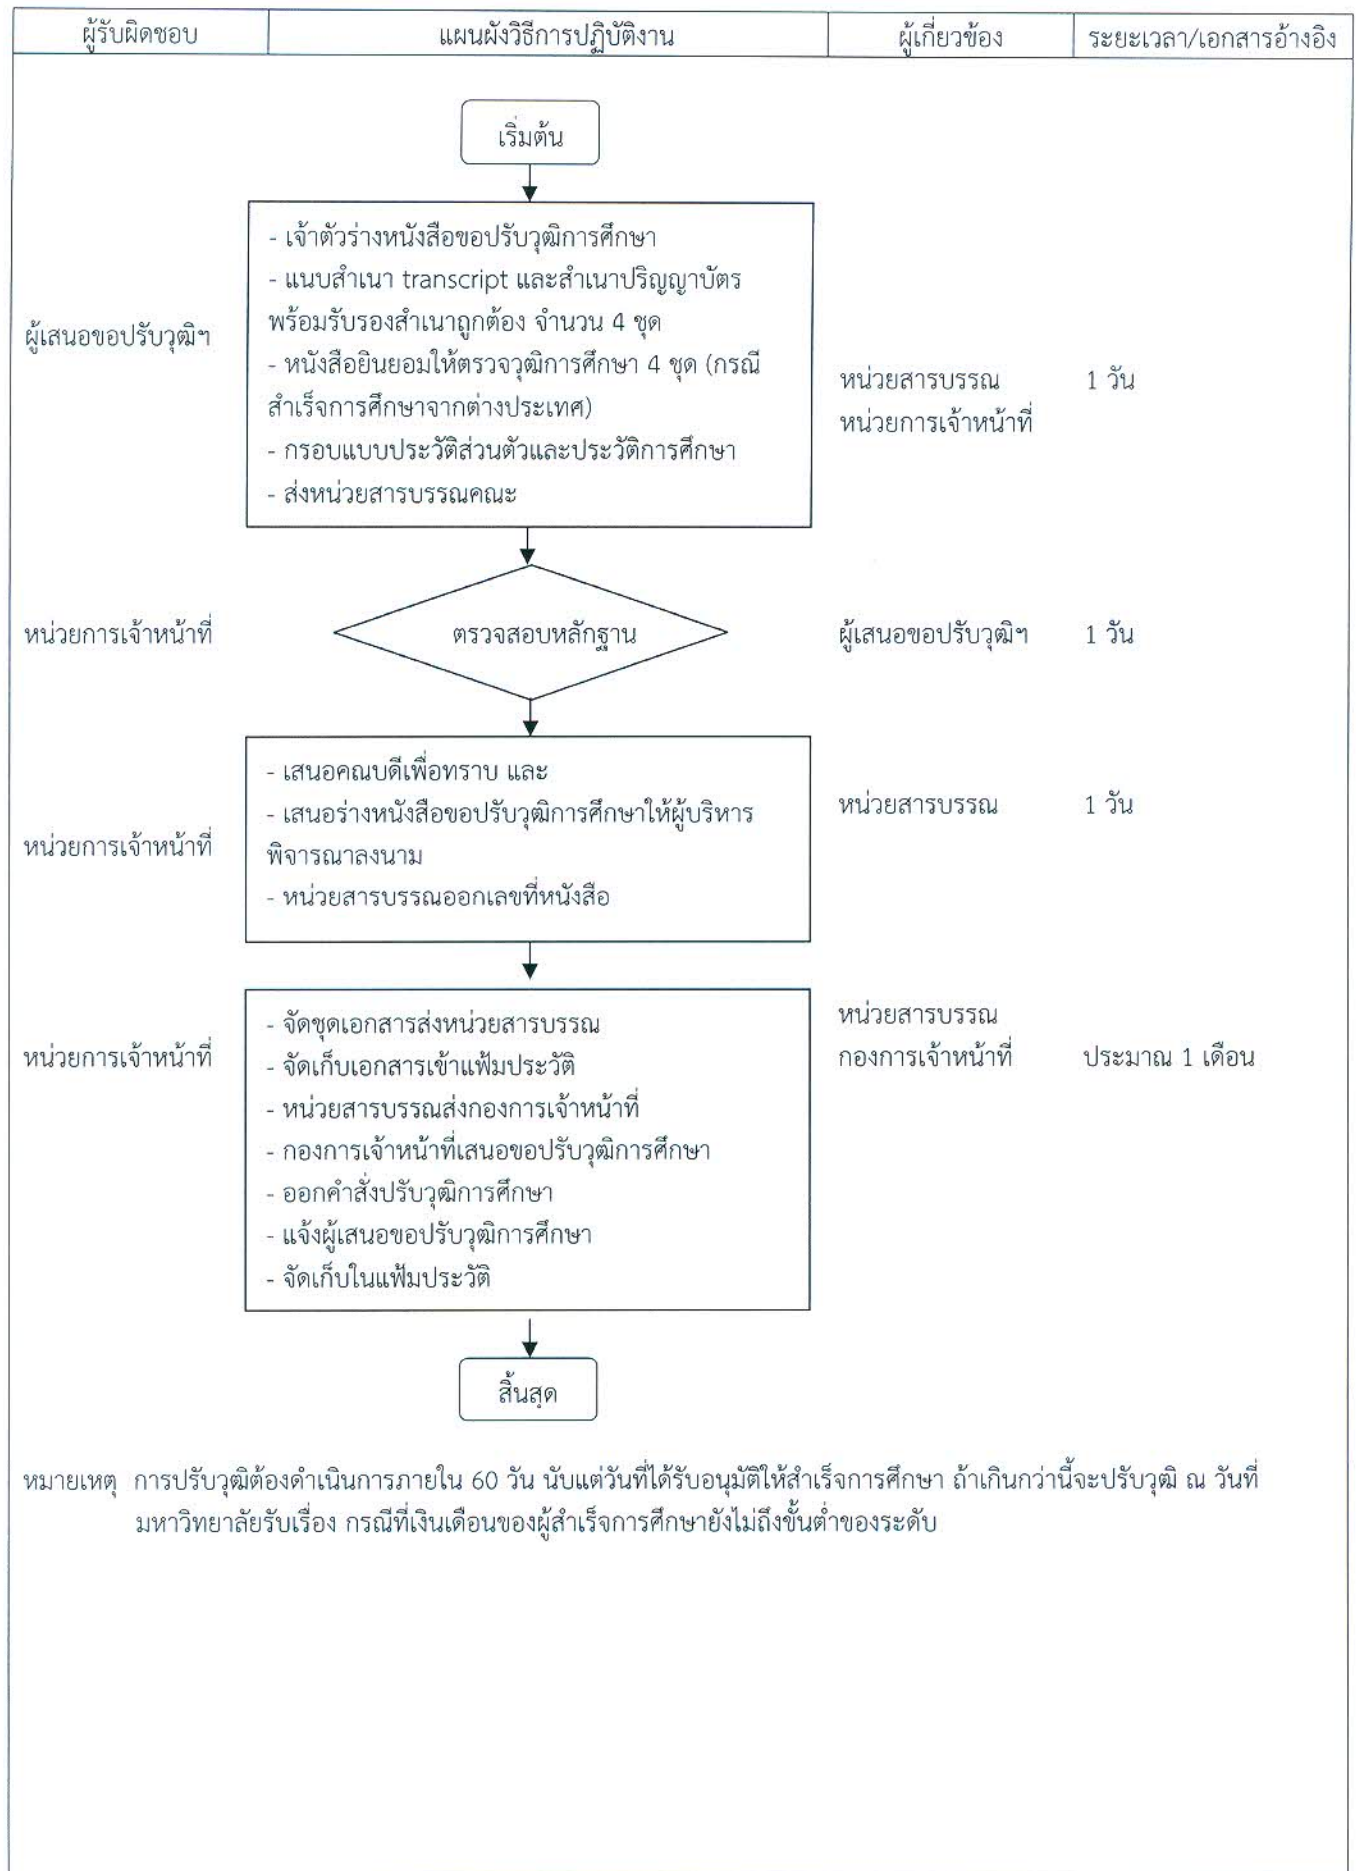 ผู้รับผิดชอบ แผนผังวิธีการปฏิบัติงาน ผู้เกี่ยวข้อง ระยะเวลา/เอกสารอ้างอิง
เริ่มต้น
- เจ้าตัวร่างหนังสือขอปรับวุฒิการศึกษา
- แนบสำเนา transcript และสำเนาปริญญาบัตร
พร้อมรับรองสำเนาถูกต้อง จำนวน 4 ชุด
ผู้เสนอขอปรับวุฒิฯ
- หนังสือยินยอมให้ตรวจวุฒิการศึกษา 4 ชุด (กรณี
หน่วยสารบรรณ 1 วัน
สำเร็จการศึกษาจากต่างประเทศ)
หน่วยการเจ้าหน้าที่
- กรอบแบบประวัติส่วนตัวและประวัติการศึกษา
- ส่งหน่วยสารบรรณคณะ
หน่วยการเจ้าหน้าที่ ตรวจสอบหลักฐาน ผู้เสนอขอปรับวุฒิฯ 1 วัน
- เสนอคณบดีเพื่อทราบ และ
- เสนอร่างหนังสือขอปรับวุฒิการศึกษาให้ผู้บริหาร หน่วยสารบรรณ 1 วัน
หน่วยการเจ้าหน้าที่ พิจารณาลงนาม
- หน่วยสารบรรณออกเลขที่หนังสือ
- จัดชุดเอกสารส่งหน่วยสารบรรณ หน่วยสารบรรณ
หน่วยการเจ้าหน้าที่ - จัดเก็บเอกสารเข้าแฟ้มประวัติ กองการเจ้าหน้าที่ ประมาณ 1 เดือน
- หน่วยสารบรรณส่งกองการเจ้าหน้าที่
- กองการเจ้าหน้าที่เสนอขอปรับวุฒิการศึกษา
- ออกคำสั่งปรับวุฒิการศึกษา
- แจ้งผู้เสนอขอปรับวุฒิการศึกษา
- จัดเก็บในแฟ้มประวัติ
สิ้นสุด
หมายเหตุ การปรับวุฒิต้องดำเนินการภายใน 60 วัน นับแต่วันที่ได้รับอนุมัติให้สำเร็จการศึกษา ถ้าเกินกว่านี้จะปรับวุฒิ ณ วันที่
มหาวิทยาลัยรับเรื่อง กรณีที่เงินเดือนของผู้สำเร็จการศึกษายังไม่ถึงขั้นต่ำของระดับ